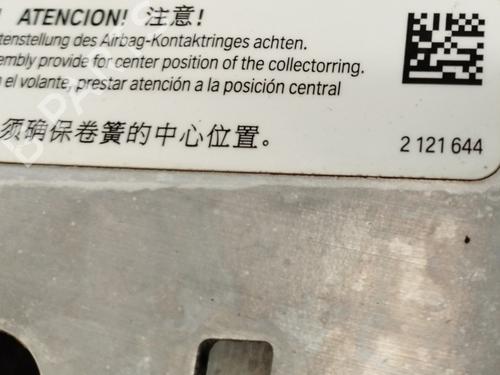 ATENCION! 注意!
tenstellung des Airbag-Kontaktringes achten.
embly provide for center position of the collectorring.
el volante, prestar atención a la posición central
须确保卷簧的中心位置。
2 121 644